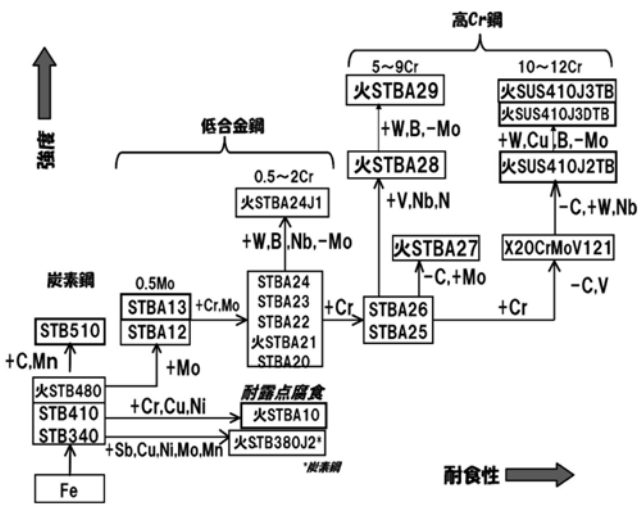 高Cr鋼
5～9Cr
10～12Cr
火STBA29
火SUS410J3TB
火SUS410J3DTB
+W,B,-Mo
+W,Cu,B,-Mo
強度
低合金鋼
火STBA28
火SUS410J2TB
0.5～2Cr
火STBA24J1
+V,Nb,N
-C,+W,Nb
+W,B,Nb,-Mo
火STBA27
X20CrMoV121
炭素鋼
0.5Mo
STBA24
STBA23
STBA22
火STBA21
STBA20
-C,+Mo
-C,V
STBA13
STBA12
+Cr,Mo
+Cr
STBA26
STBA25
+Cr
STB510
+C,Mn
+Mo
火STB480
STB410
STB340
+Cr,Cu,Ni
耐露点腐食
火STBA10
+Sb,Cu,Ni,Mo,Mn
火STB380J2*
*炭素鋼
Fe
耐食性